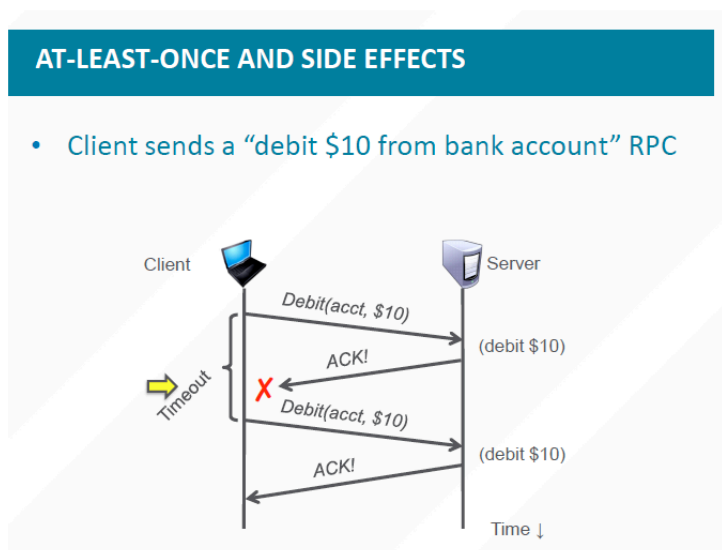 AT-LEAST-ONCE AND SIDE EFFECTS
• Client sends a “debit $10 from bank account” RPC
Client
Server
Debit(acct, $10)
(debit $10)
ACK!
X
Timeout
Debit(acct, $10)
(debit $10)
ACK!
Time ↓